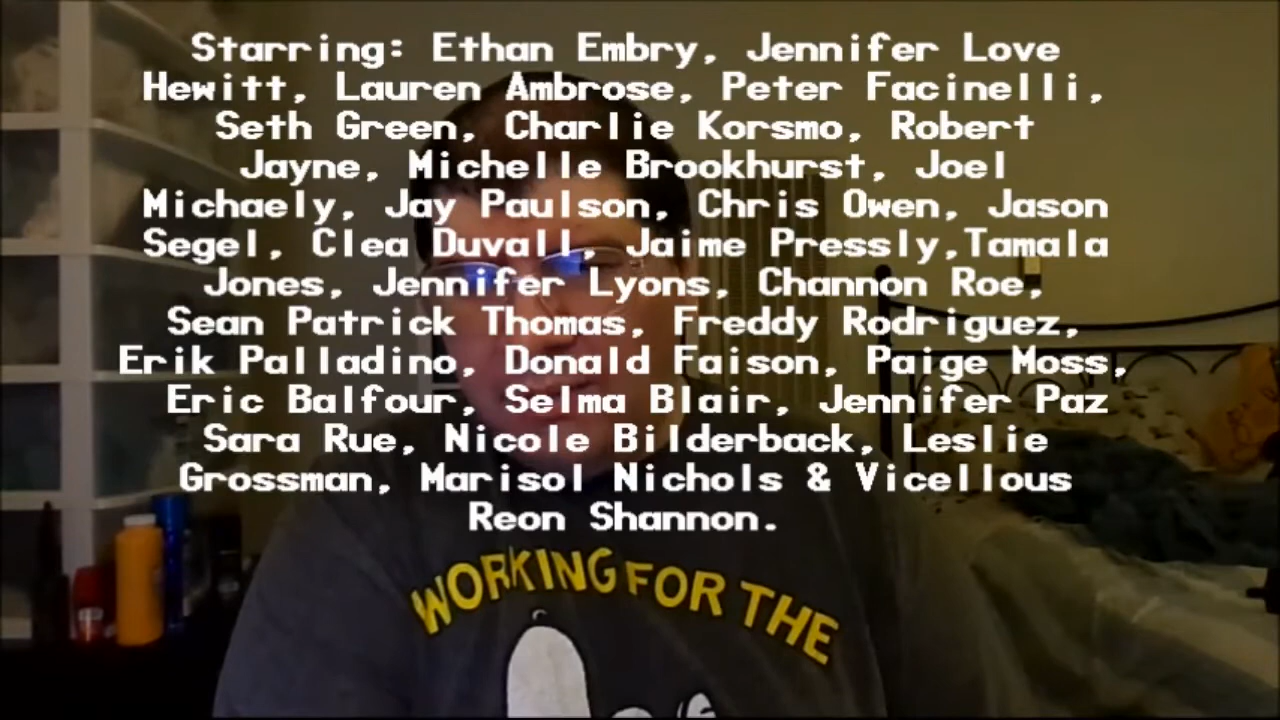 Starring: Ethan Embry, Jennifer Love
Hewitt, Lauren Ambrose, Peter Facinelli,
Seth Green, Charlie Korsmo, Robert
Jayne, Michelle Brookhurst, Joel
Michaely, Jay Paulson, Chris Owen, Jason
Segel, Clea Duvall, Jaime Pressly,Tamala
Jones, Jennifer Lyons, Channon Roe,
Sean Patrick Thomas, Freddy Rodriguez,
Erik Palladino, Donald Faison, Paige Moss,
Eric Balfour, Selma Blair, Jennifer Paz
Sara Rue, Nicole Bilderback, Leslie
Grossman, Marisol Nichols & Vicellous
Reon Shannon.
WORKING FOR THE